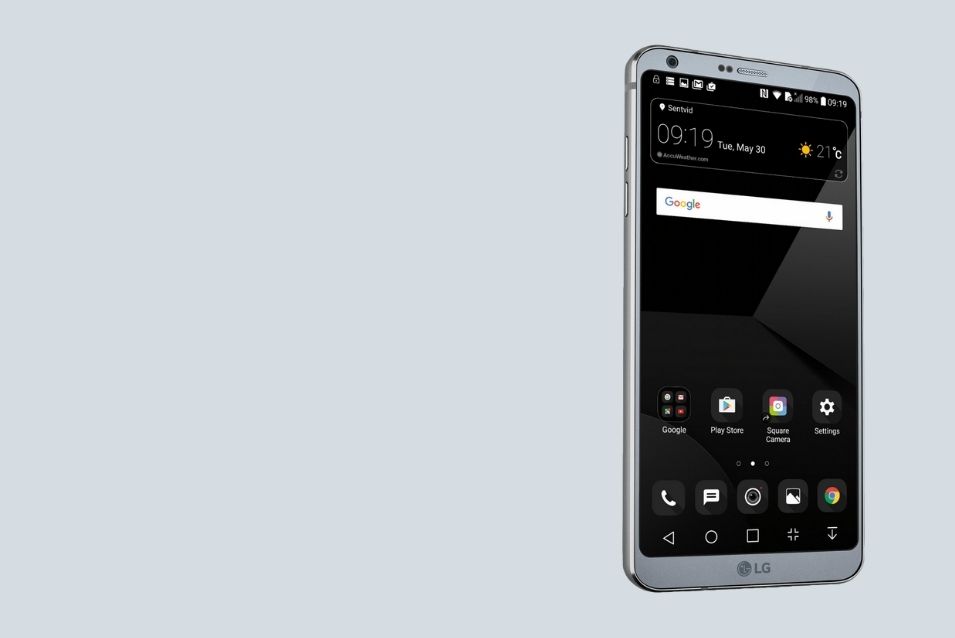 98% 09:19
Sentvid
09:19 Tue, May 30 21°C
AccuWeather.com
Google
Google Play Store Square Camera Settings
LG